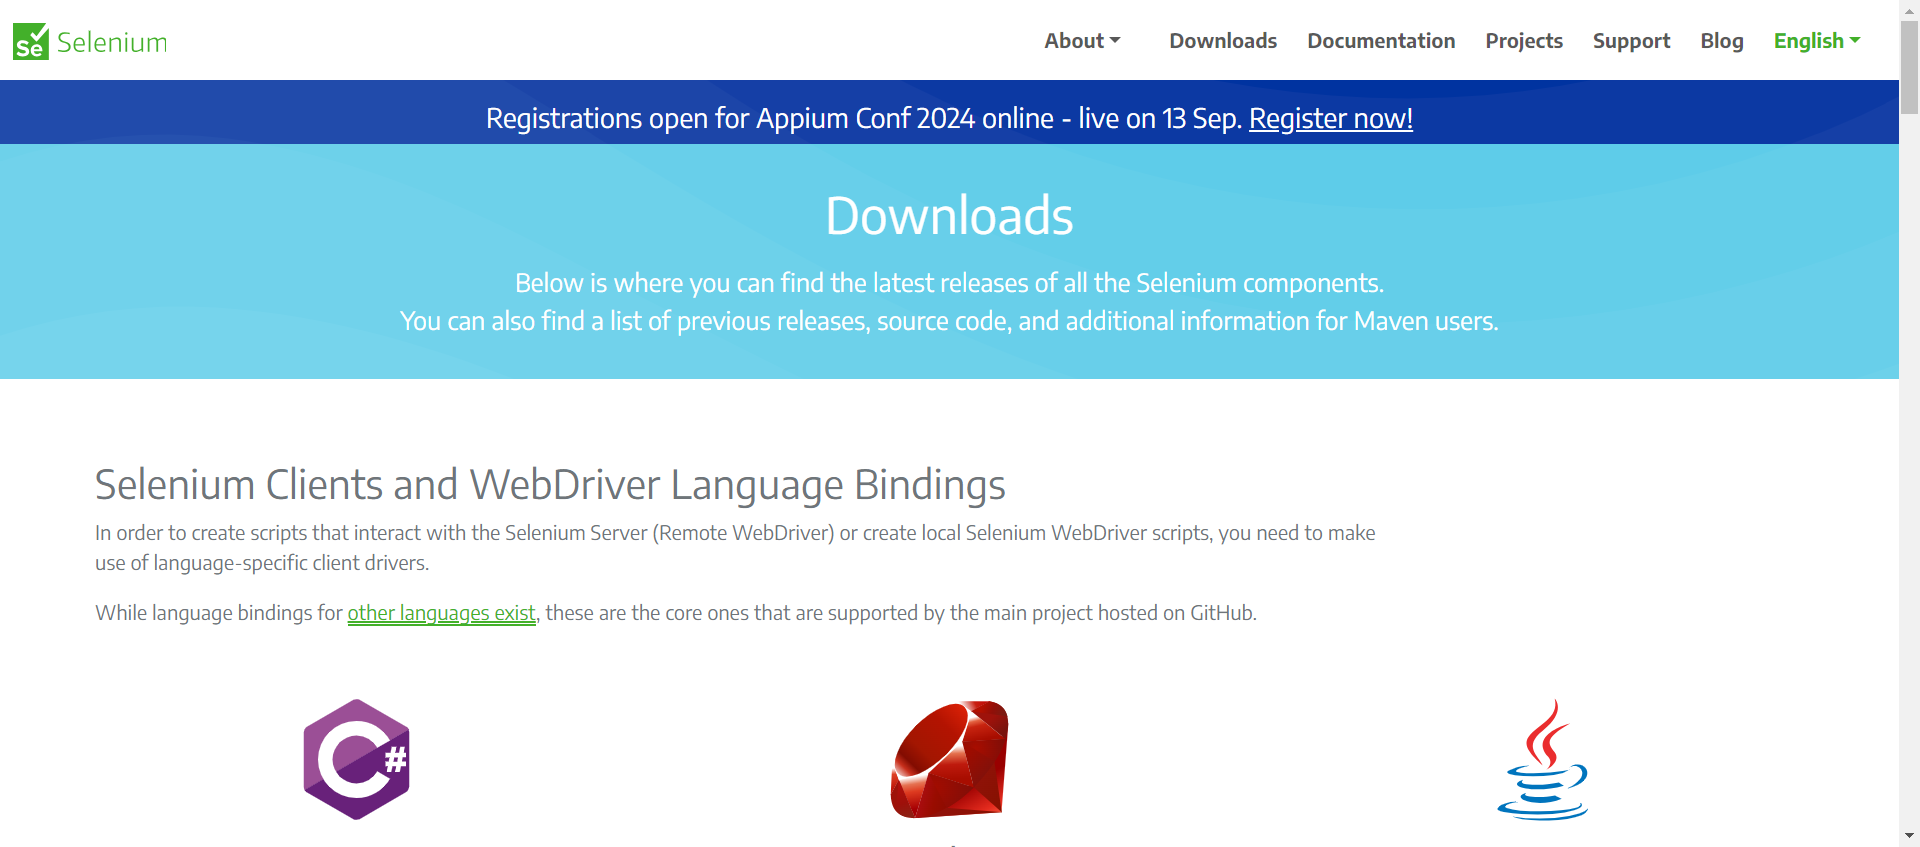 Se Selenium
About Downloads Documentation Projects Support Blog English
Registrations open for Appium Conf 2024 online - live on 13 Sep. Register now!
Downloads
Below is where you can find the latest releases of all the Selenium components.
You can also find a list of previous releases, source code, and additional information for Maven users.
Selenium Clients and WebDriver Language Bindings
In order to create scripts that interact with the Selenium Server (Remote WebDriver) or create local Selenium WebDriver scripts, you need to make
use of language-specific client drivers.
While language bindings for other languages exist, these are the core ones that are supported by the main project hosted on GitHub.
C#